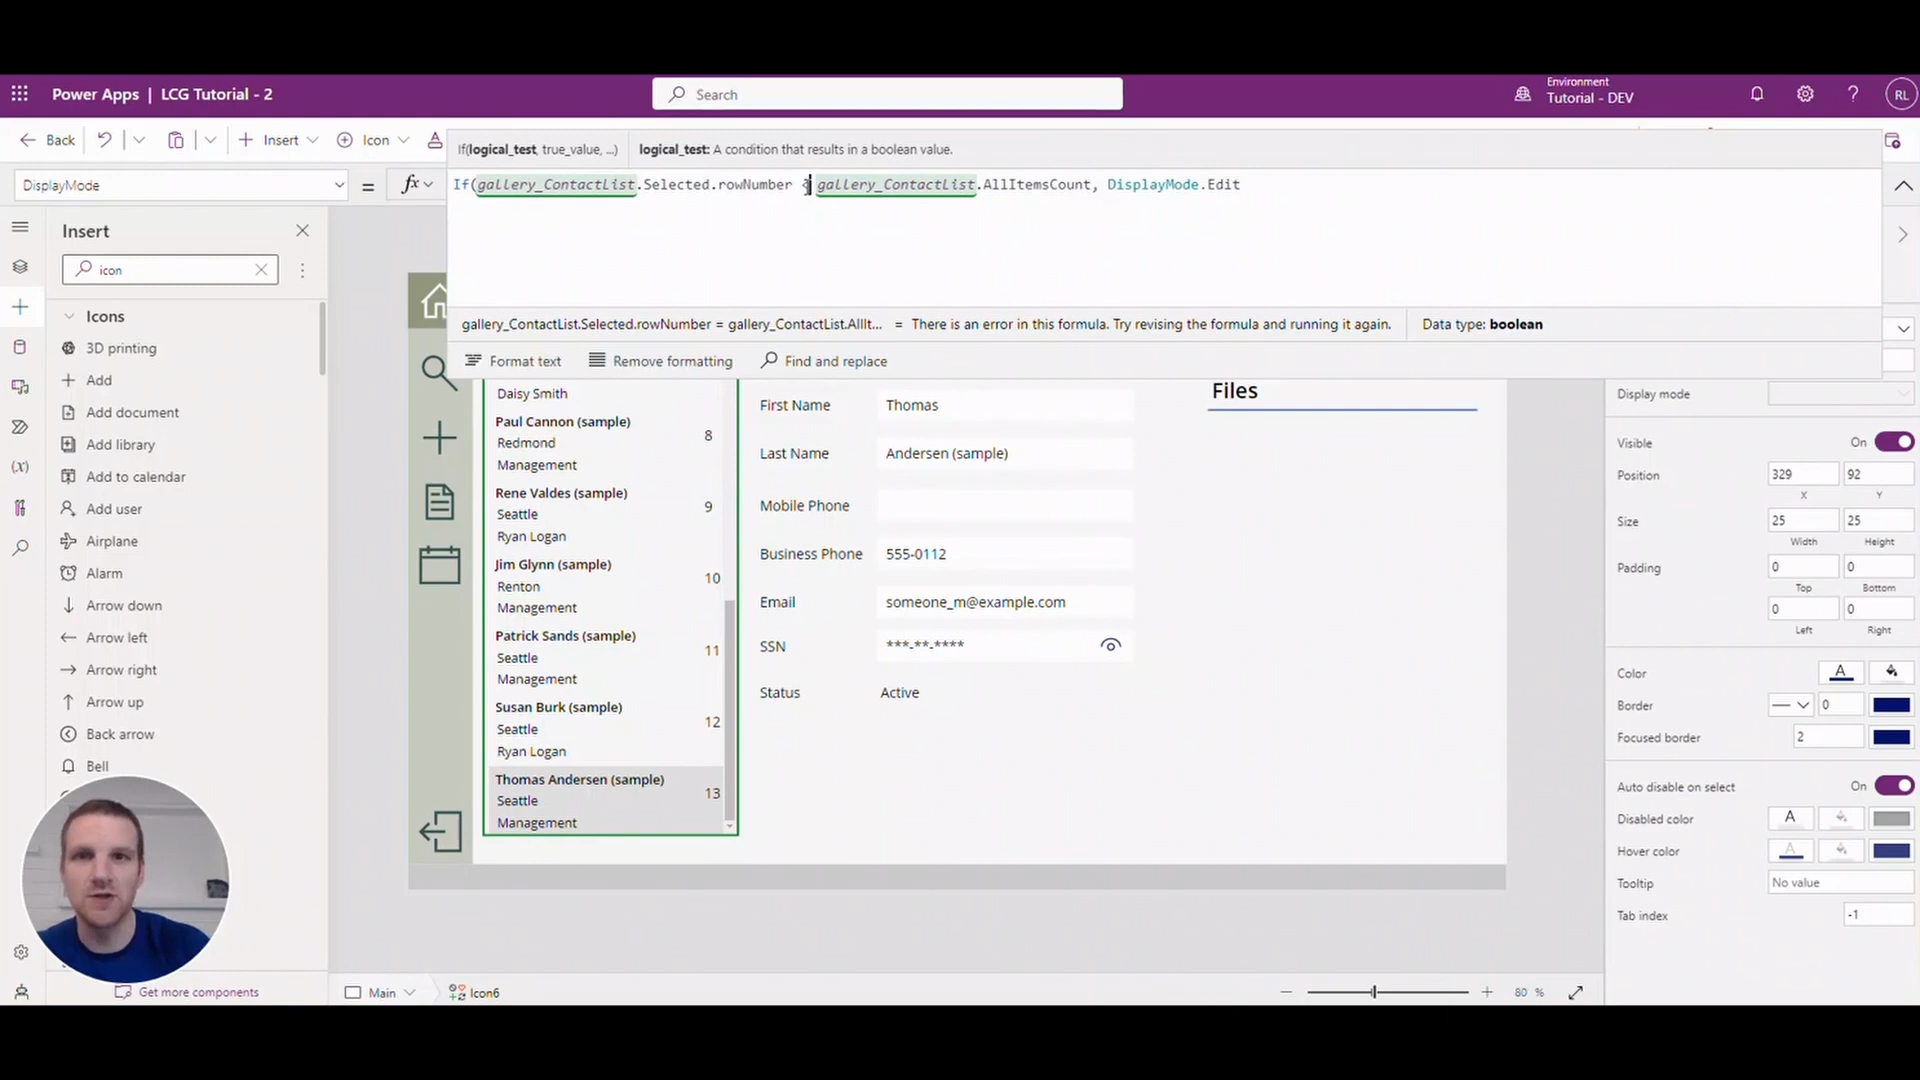 Power Apps | LCG Tutorial - 2
Search
Environment
Tutorial - DEV
RL
Back
Insert
Icon
If(logical_test, true_value, ...)
logical_test: A condition that results in a boolean value.
DisplayMode
=
fx
If(gallery_ContactList.Selected.rowNumber = gallery_ContactList.AllItemsCount, DisplayMode.Edit
gallery_ContactList.Selected.rowNumber = gallery_ContactList.AllIt... = There is an error in this formula. Try revising the formula and running it again.
Data type: boolean
Format text
Remove formatting
Find and replace
Insert
icon
Icons
3D printing
Add
Add document
Add library
Add to calendar
Add user
Airplane
Alarm
Arrow down
Arrow left
Arrow right
Arrow up
Back arrow
Bell
Get more components
Daisy Smith
Paul Cannon (sample)
Redmond
8
Management
Rene Valdes (sample)
Seattle
9
Ryan Logan
Jim Glynn (sample)
Renton
10
Management
Patrick Sands (sample)
Seattle
11
Management
Susan Burk (sample)
Seattle
12
Ryan Logan
Thomas Andersen (sample)
Seattle
13
Management
First Name
Thomas
Last Name
Andersen (sample)
Mobile Phone
Business Phone
555-0112
Email
someone_m@example.com
SSN
***-**-****
Status
Active
Files
Display mode
Visible
On
Position
329
92
X
Y
Size
25
25
Width
Height
Padding
0
0
Top
Bottom
0
0
Left
Right
Color
A
Border
0
Focused border
2
Auto disable on select
On
Disabled color
A
Hover color
A
Tooltip
No value
Tab index
-1
Main
Icon6
80 %